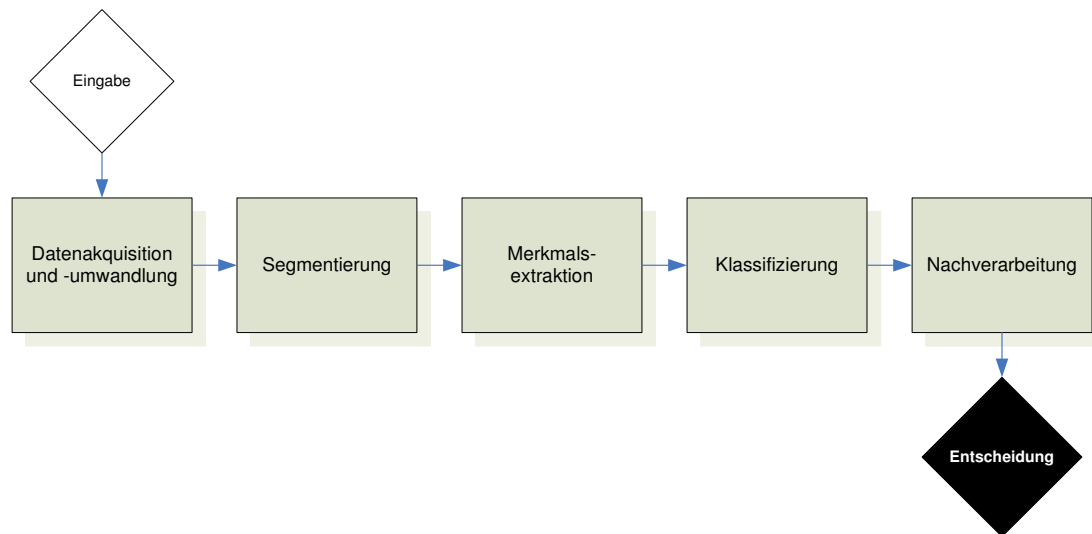 Eingabe
Datenakquisition
und -umwandlung
Segmentierung
Merkmals-
extraktion
Klassifizierung
Nachverarbeitung
Entscheidung